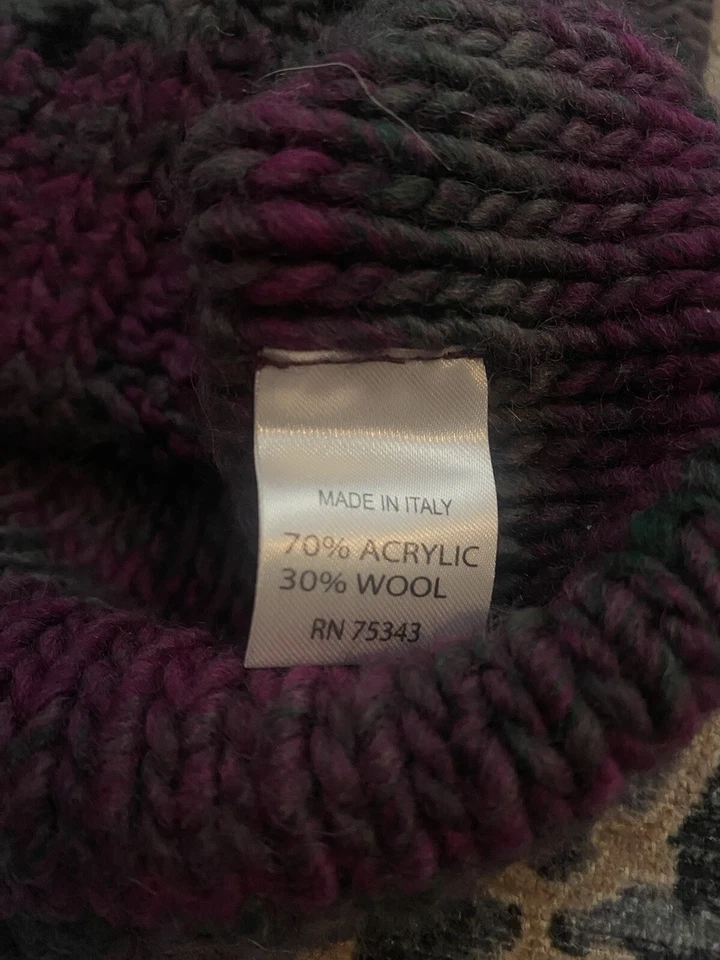 MADE IN ITALY
70% ACRYLIC
30% WOOL
RN 75343